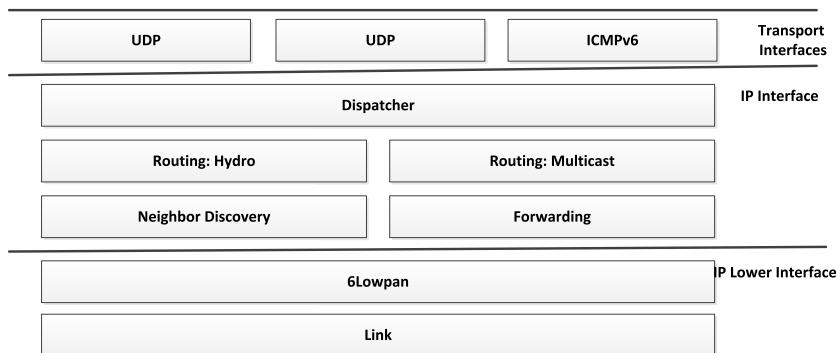 UDP
UDP
ICMPv6
Transport
Interfaces
Dispatcher
IP Interface
Routing: Hydro
Routing: Multicast
Neighbor Discovery
Forwarding
6Lowpan
IP Lower Interface
Link